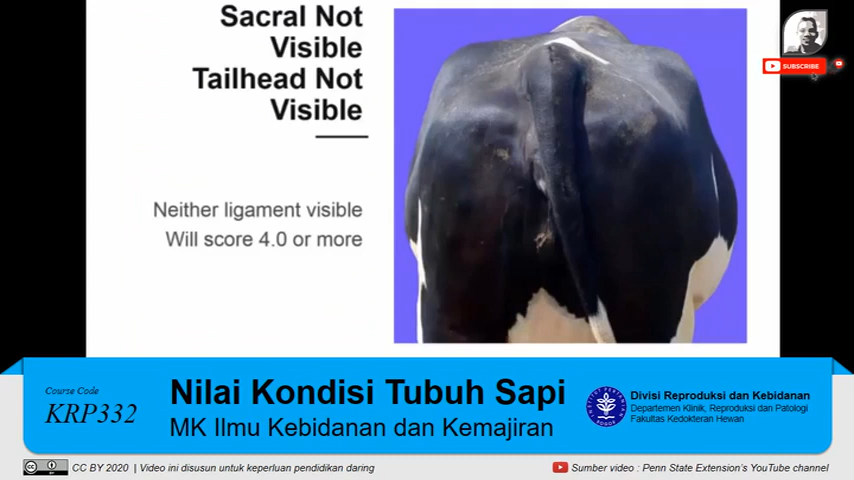 Sacral Not
Visible
Tailhead Not
Visible
Neither ligament visible
Will score 4.0 or more
SUBSCRIBE
Course Code
KRP332
Nilai Kondisi Tubuh Sapi
MK Ilmu Kebidanan dan Kemajiran
INSTITUT PERTANIAN BOGOR
Divisi Reproduksi dan Kebidanan
Departemen Klinik, Reproduksi dan Patologi
Fakultas Kedokteran Hewan
CC BY 2020 | Video ini disusun untuk keperluan pendidikan daring
Sumber video : Penn State Extension's YouTube channel